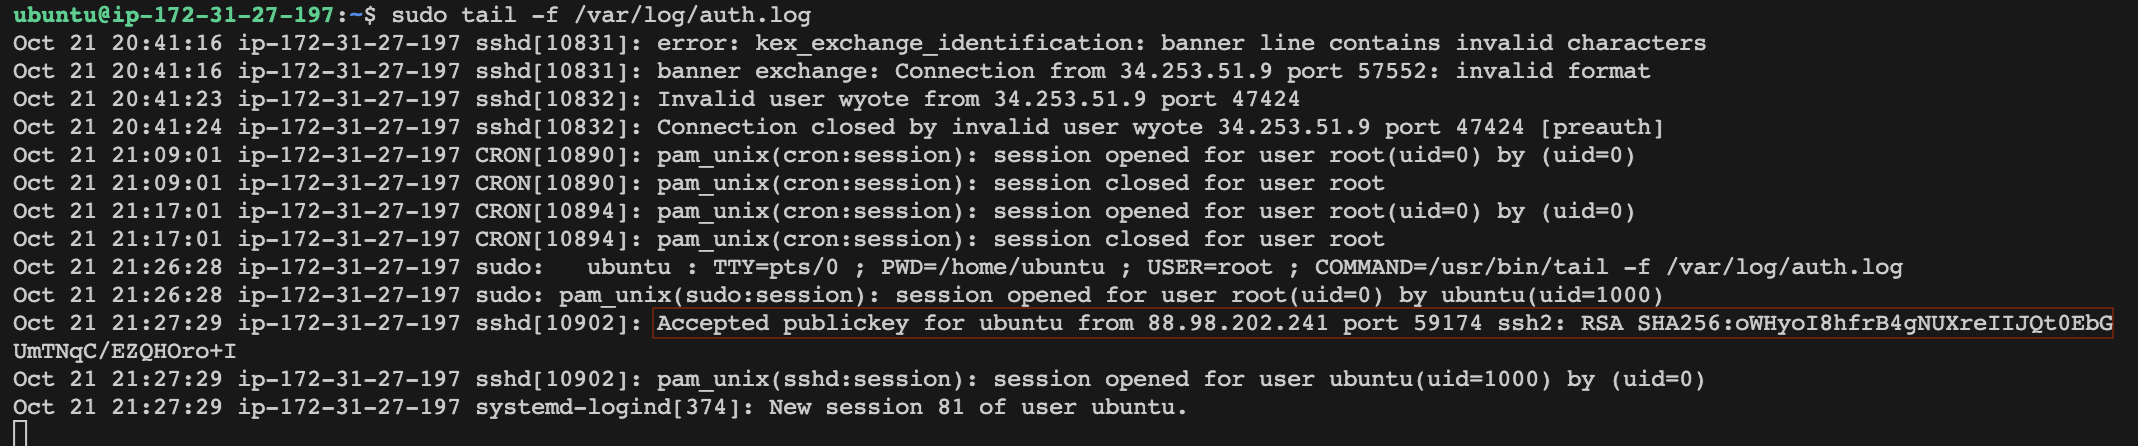 ubuntu@ip-172-31-27-197:~$ sudo tail -f /var/log/auth.log
Oct 21 20:41:16 ip-172-31-27-197 sshd[10831]: error: kex_exchange_identification: banner line contains invalid characters
Oct 21 20:41:16 ip-172-31-27-197 sshd[10831]: banner exchange: Connection from 34.253.51.9 port 57552: invalid format
Oct 21 20:41:23 ip-172-31-27-197 sshd[10832]: Invalid user wyote from 34.253.51.9 port 47424
Oct 21 20:41:24 ip-172-31-27-197 sshd[10832]: Connection closed by invalid user wyote 34.253.51.9 port 47424 [preauth]
Oct 21 21:09:01 ip-172-31-27-197 CRON[10890]: pam_unix(cron:session): session opened for user root(uid=0) by (uid=0)
Oct 21 21:09:01 ip-172-31-27-197 CRON[10890]: pam_unix(cron:session): session closed for user root
Oct 21 21:17:01 ip-172-31-27-197 CRON[10894]: pam_unix(cron:session): session opened for user root(uid=0) by (uid=0)
Oct 21 21:17:01 ip-172-31-27-197 CRON[10894]: pam_unix(cron:session): session closed for user root
Oct 21 21:26:28 ip-172-31-27-197 sudo:   ubuntu : TTY=pts/0 ; PWD=/home/ubuntu ; USER=root ; COMMAND=/usr/bin/tail -f /var/log/auth.log
Oct 21 21:26:28 ip-172-31-27-197 sudo: pam_unix(sudo:session): session opened for user root(uid=0) by ubuntu(uid=1000)
Oct 21 21:27:29 ip-172-31-27-197 sshd[10902]: Accepted publickey for ubuntu from 88.98.202.241 port 59174 ssh2: RSA SHA256:oWHyoI8hfrB4gNUXreIIJQt0EbG
UmTNqC/EZQHOro+I
Oct 21 21:27:29 ip-172-31-27-197 sshd[10902]: pam_unix(sshd:session): session opened for user ubuntu(uid=1000) by (uid=0)
Oct 21 21:27:29 ip-172-31-27-197 systemd-logind[374]: New session 81 of user ubuntu.